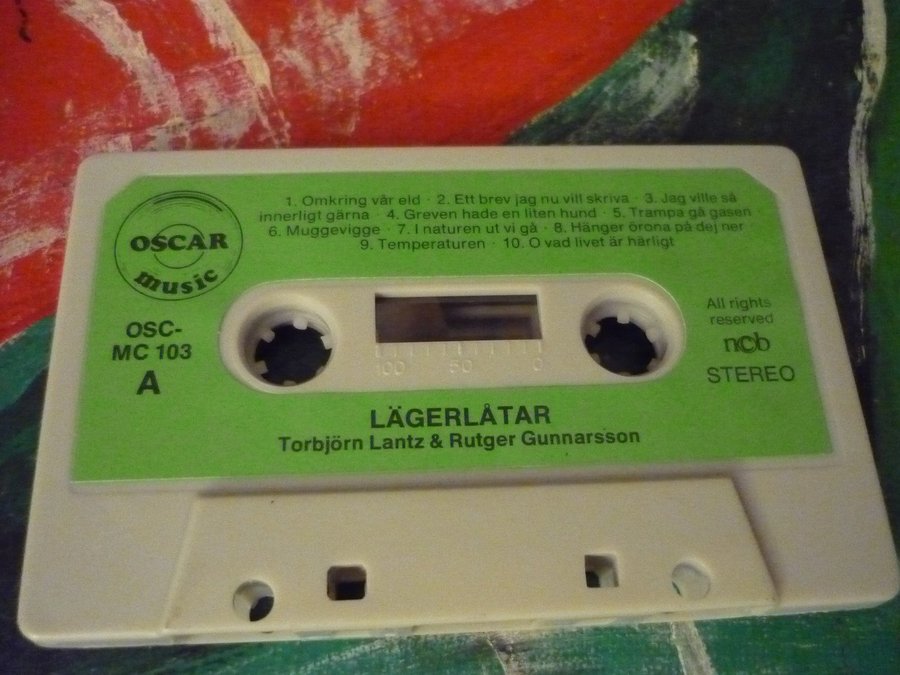 1. Omkring vår eld · 2. Ett brev jag nu vill skriva · 3. Jag ville så
innerligt gärna · 4. Greven hade en liten hund · 5. Trampa gå gasen
6. Muggevigge · 7. I naturen ut vi gå · 8. Hänger örona på dej ner
9. Temperaturen · 10. O vad livet är härligt
OSCAR
music
OSC-
MC 103
A
All rights
reserved
ncb
STEREO
100 50 0
LÄGERLÅTAR
Torbjörn Lantz & Rutger Gunnarsson